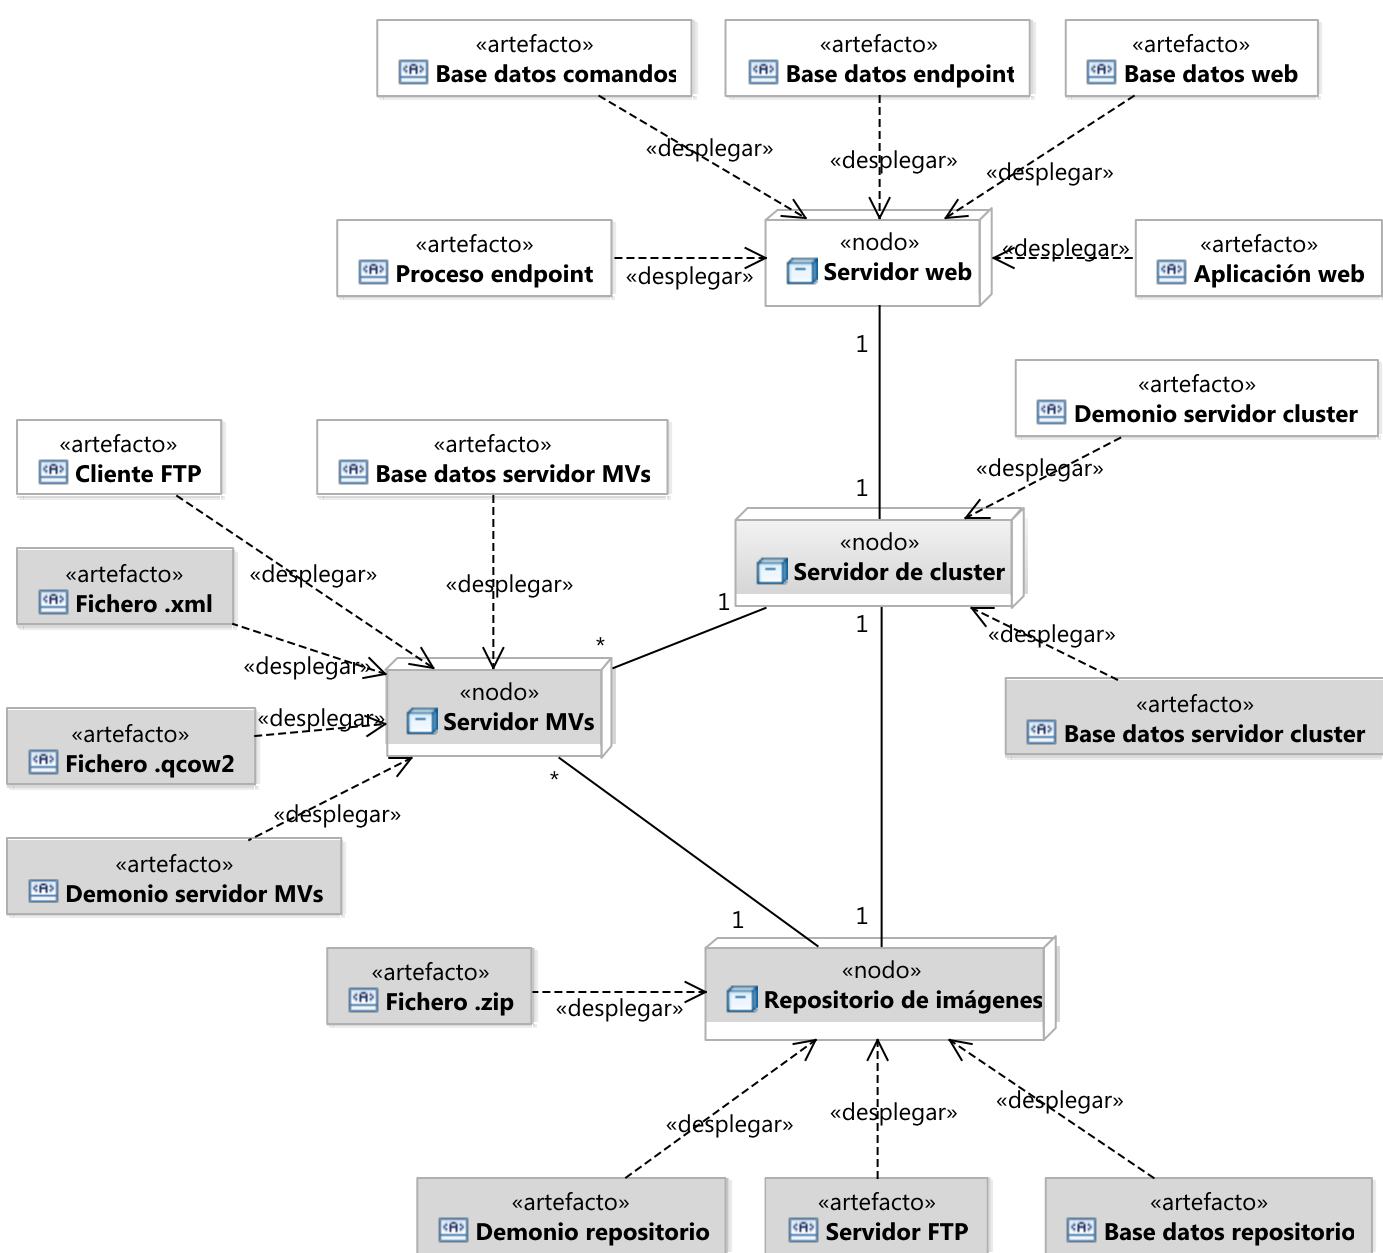 «artefacto»
Base datos comandos
«artefacto»
Base datos endpoint
«artefacto»
Base datos web
«desplegar»
«desplegar»
«desplegar»
«artefacto»
Proceso endpoint
«desplegar»
«nodo»
Servidor web
«desplegar»
«artefacto»
Aplicación web
1
1
«artefacto»
Demonio servidor cluster
«desplegar»
«artefacto»
Cliente FTP
«artefacto»
Base datos servidor MVs
«nodo»
Servidor de cluster
«desplegar»
«desplegar»
«artefacto»
Fichero .xml
1
*
1
«desplegar»
«desplegar»
«artefacto»
Base datos servidor cluster
«nodo»
Servidor MVs
«desplegar»
«artefacto»
Fichero .qcow2
*
«desplegar»
«artefacto»
Demonio servidor MVs
1
1
«artefacto»
Fichero .zip
«desplegar»
«nodo»
Repositorio de imágenes
«desplegar»
«desplegar»
«desplegar»
«artefacto»
Demonio repositorio
«artefacto»
Servidor FTP
«artefacto»
Base datos repositorio